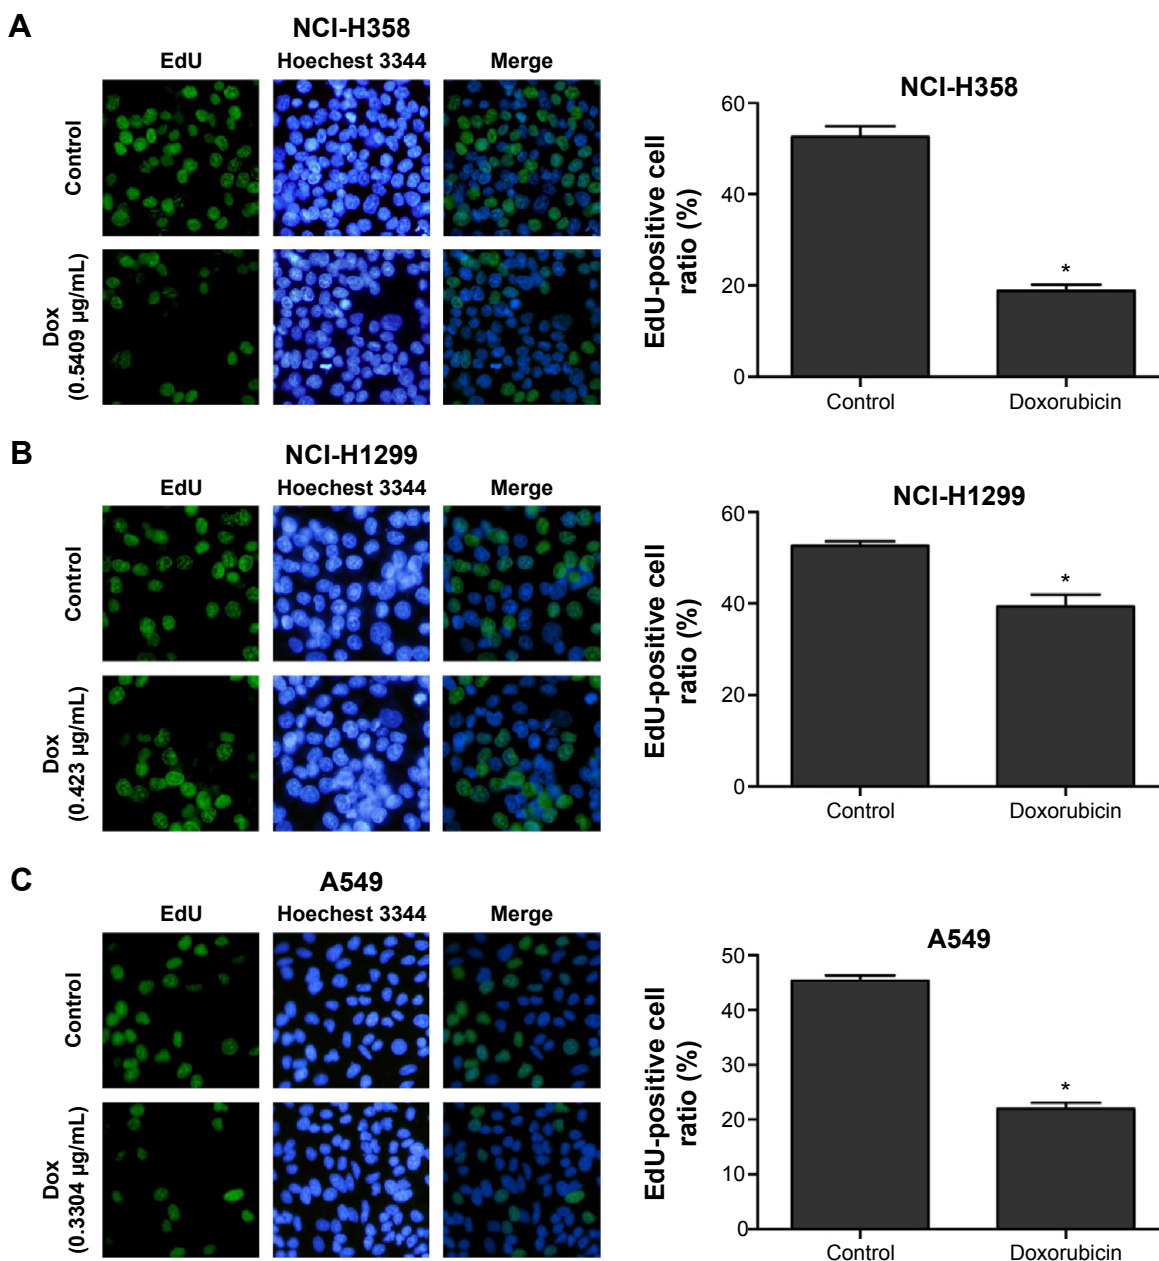 A
NCI-H358
EdU Hoechest 3344 Merge
Control
Dox
(0.5409 µg/mL)
NCI-H358
EdU-positive cell
ratio (%)
60
40
20
0
*
Control Doxorubicin
B
NCI-H1299
EdU Hoechest 3344 Merge
Control
Dox
(0.423 µg/mL)
NCI-H1299
EdU-positive cell
ratio (%)
60
40
20
0
*
Control Doxorubicin
C
A549
EdU Hoechest 3344 Merge
Control
Dox
(0.3304 µg/mL)
A549
EdU-positive cell
ratio (%)
50
40
30
20
10
0
*
Control Doxorubicin